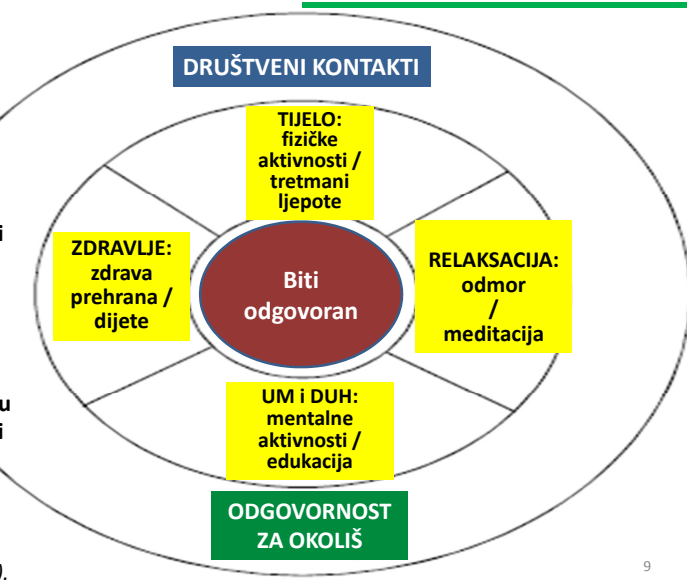 DRUŠTVENI KONTAKTI
TIJELO:
fizičke
aktivnosti /
tretmani
ljepote
i
ZDRAVLJE:
zdrava
prehrana /
dijete
Biti
odgovoran
RELAKSACIJA:
odmor
/
meditacija
u
i
UM i DUH:
mentalne
aktivnosti /
edukacija
ODGOVORNOST
ZA OKOLIŠ
).
9